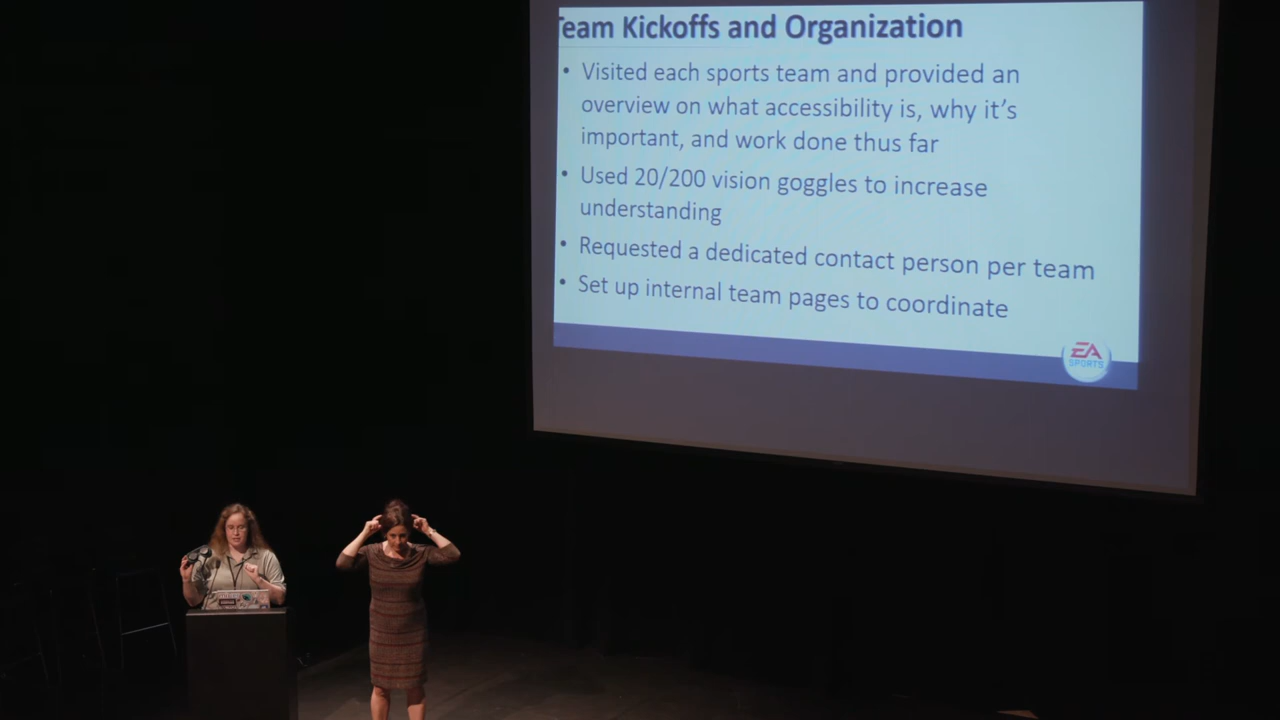 Team Kickoffs and Organization
• Visited each sports team and provided an
overview on what accessibility is, why it's
important, and work done thus far
• Used 20/200 vision goggles to increase
understanding
• Requested a dedicated contact person per team
• Set up internal team pages to coordinate
EA
SPORTS